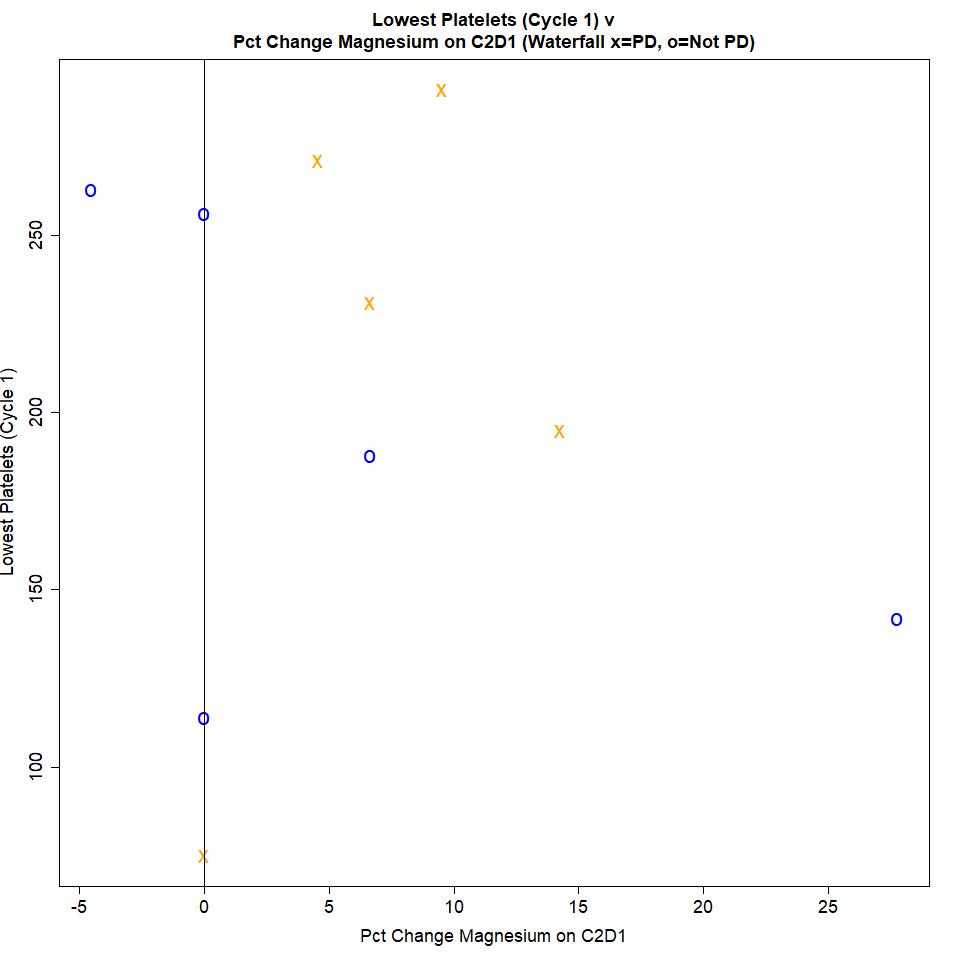 Lowest Platelets (Cycle 1) v
Pct Change Magnesium on C2D1 (Waterfall x=PD, o=Not PD)
X
X
O
O
250
X
Lowest Platelets (Cycle 1)
200
X
O
150
O
O
100
X
-5 0 5 10 15 20 25
Pct Change Magnesium on C2D1